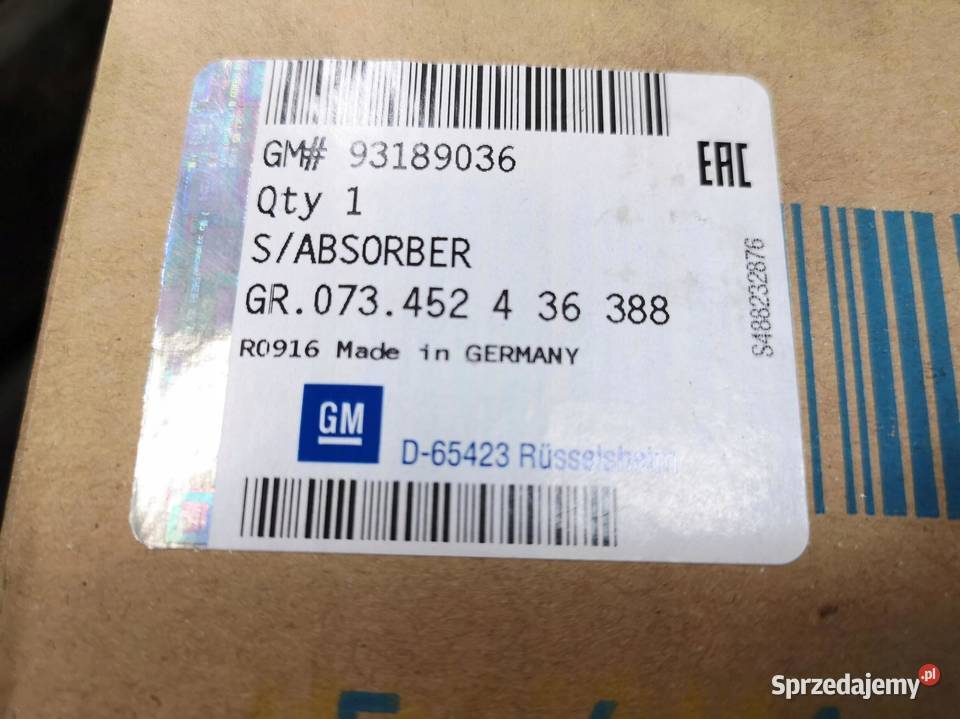 GM# 93189036
EAC
Qty 1
S/ABSORBER
GR.073.452 4 36 388
R0916 Made in GERMANY
S488232876
GM
D-65423 Rüsselsheim
Sprzedajemy.pl